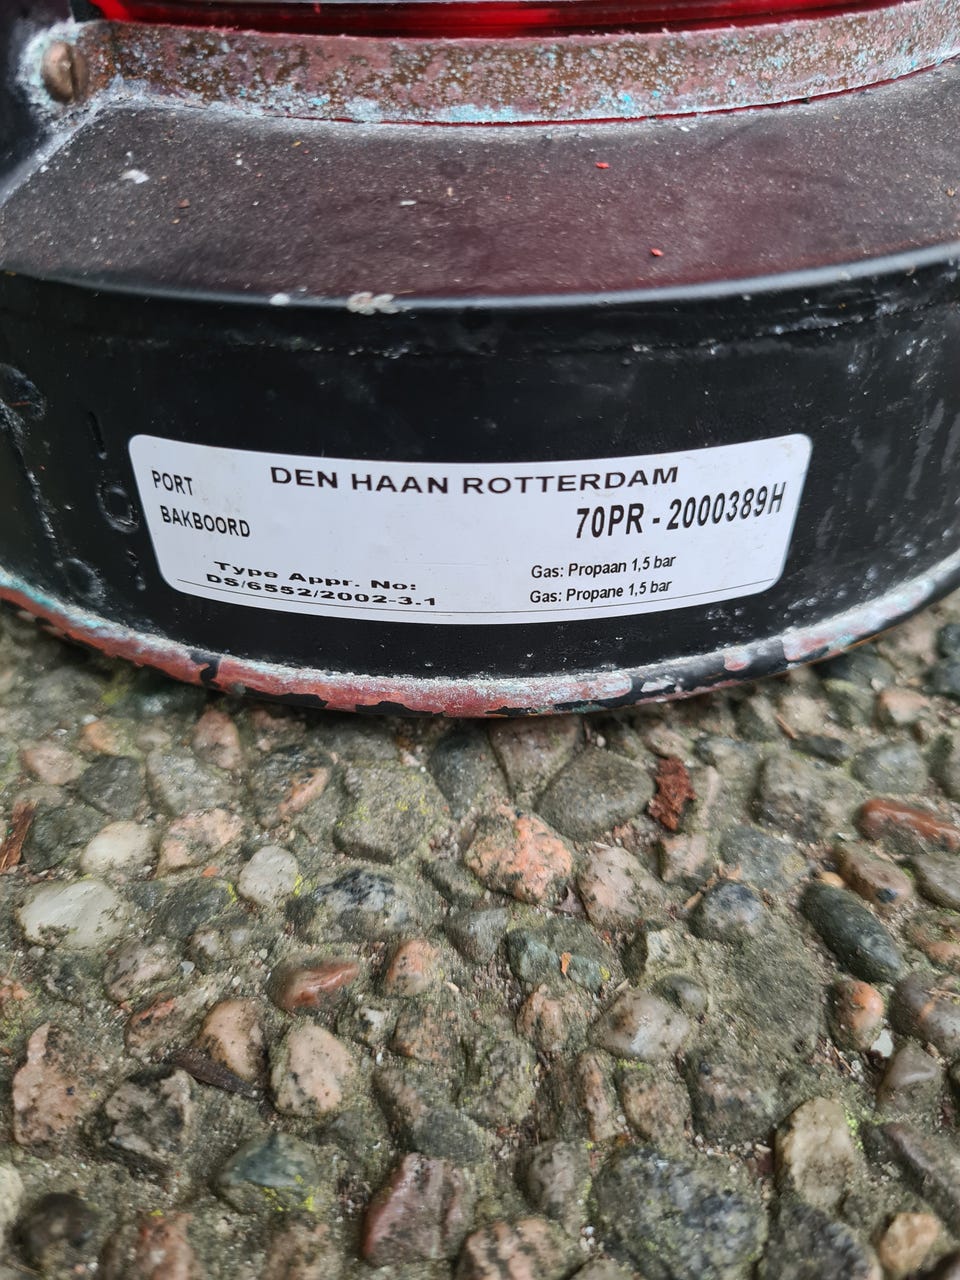 DEN HAAN ROTTERDAM
PORT
BAKBOORD
70PR - 2000389H
Type Appr. No:
DS/6552/2002-3.1
Gas: Propaan 1,5 bar
Gas: Propane 1,5 bar